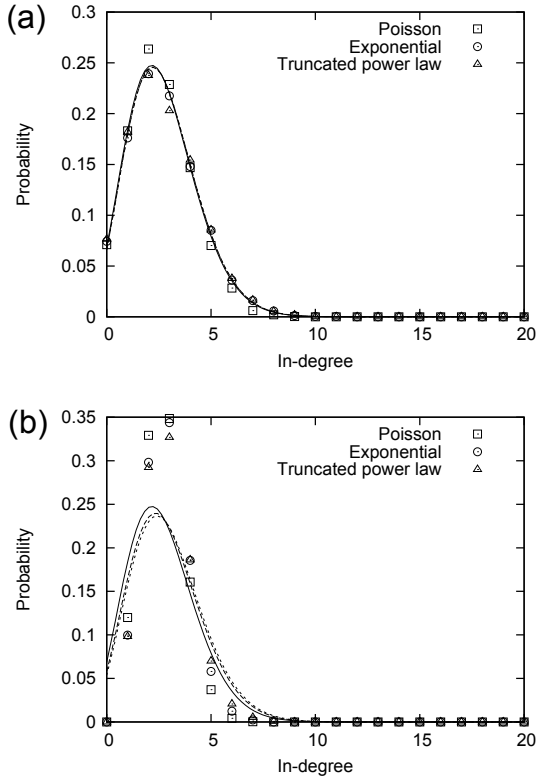 (a)
0.3
0.25
0.2
0.15
0.1
0.05
0
Probability
Poisson
Exponential
Truncated power law
0 5 10 15 20
In-degree
(b)
0.35
0.3
0.25
0.2
0.15
0.1
0.05
0
Probability
Poisson
Exponential
Truncated power law
0 5 10 15 20
In-degree